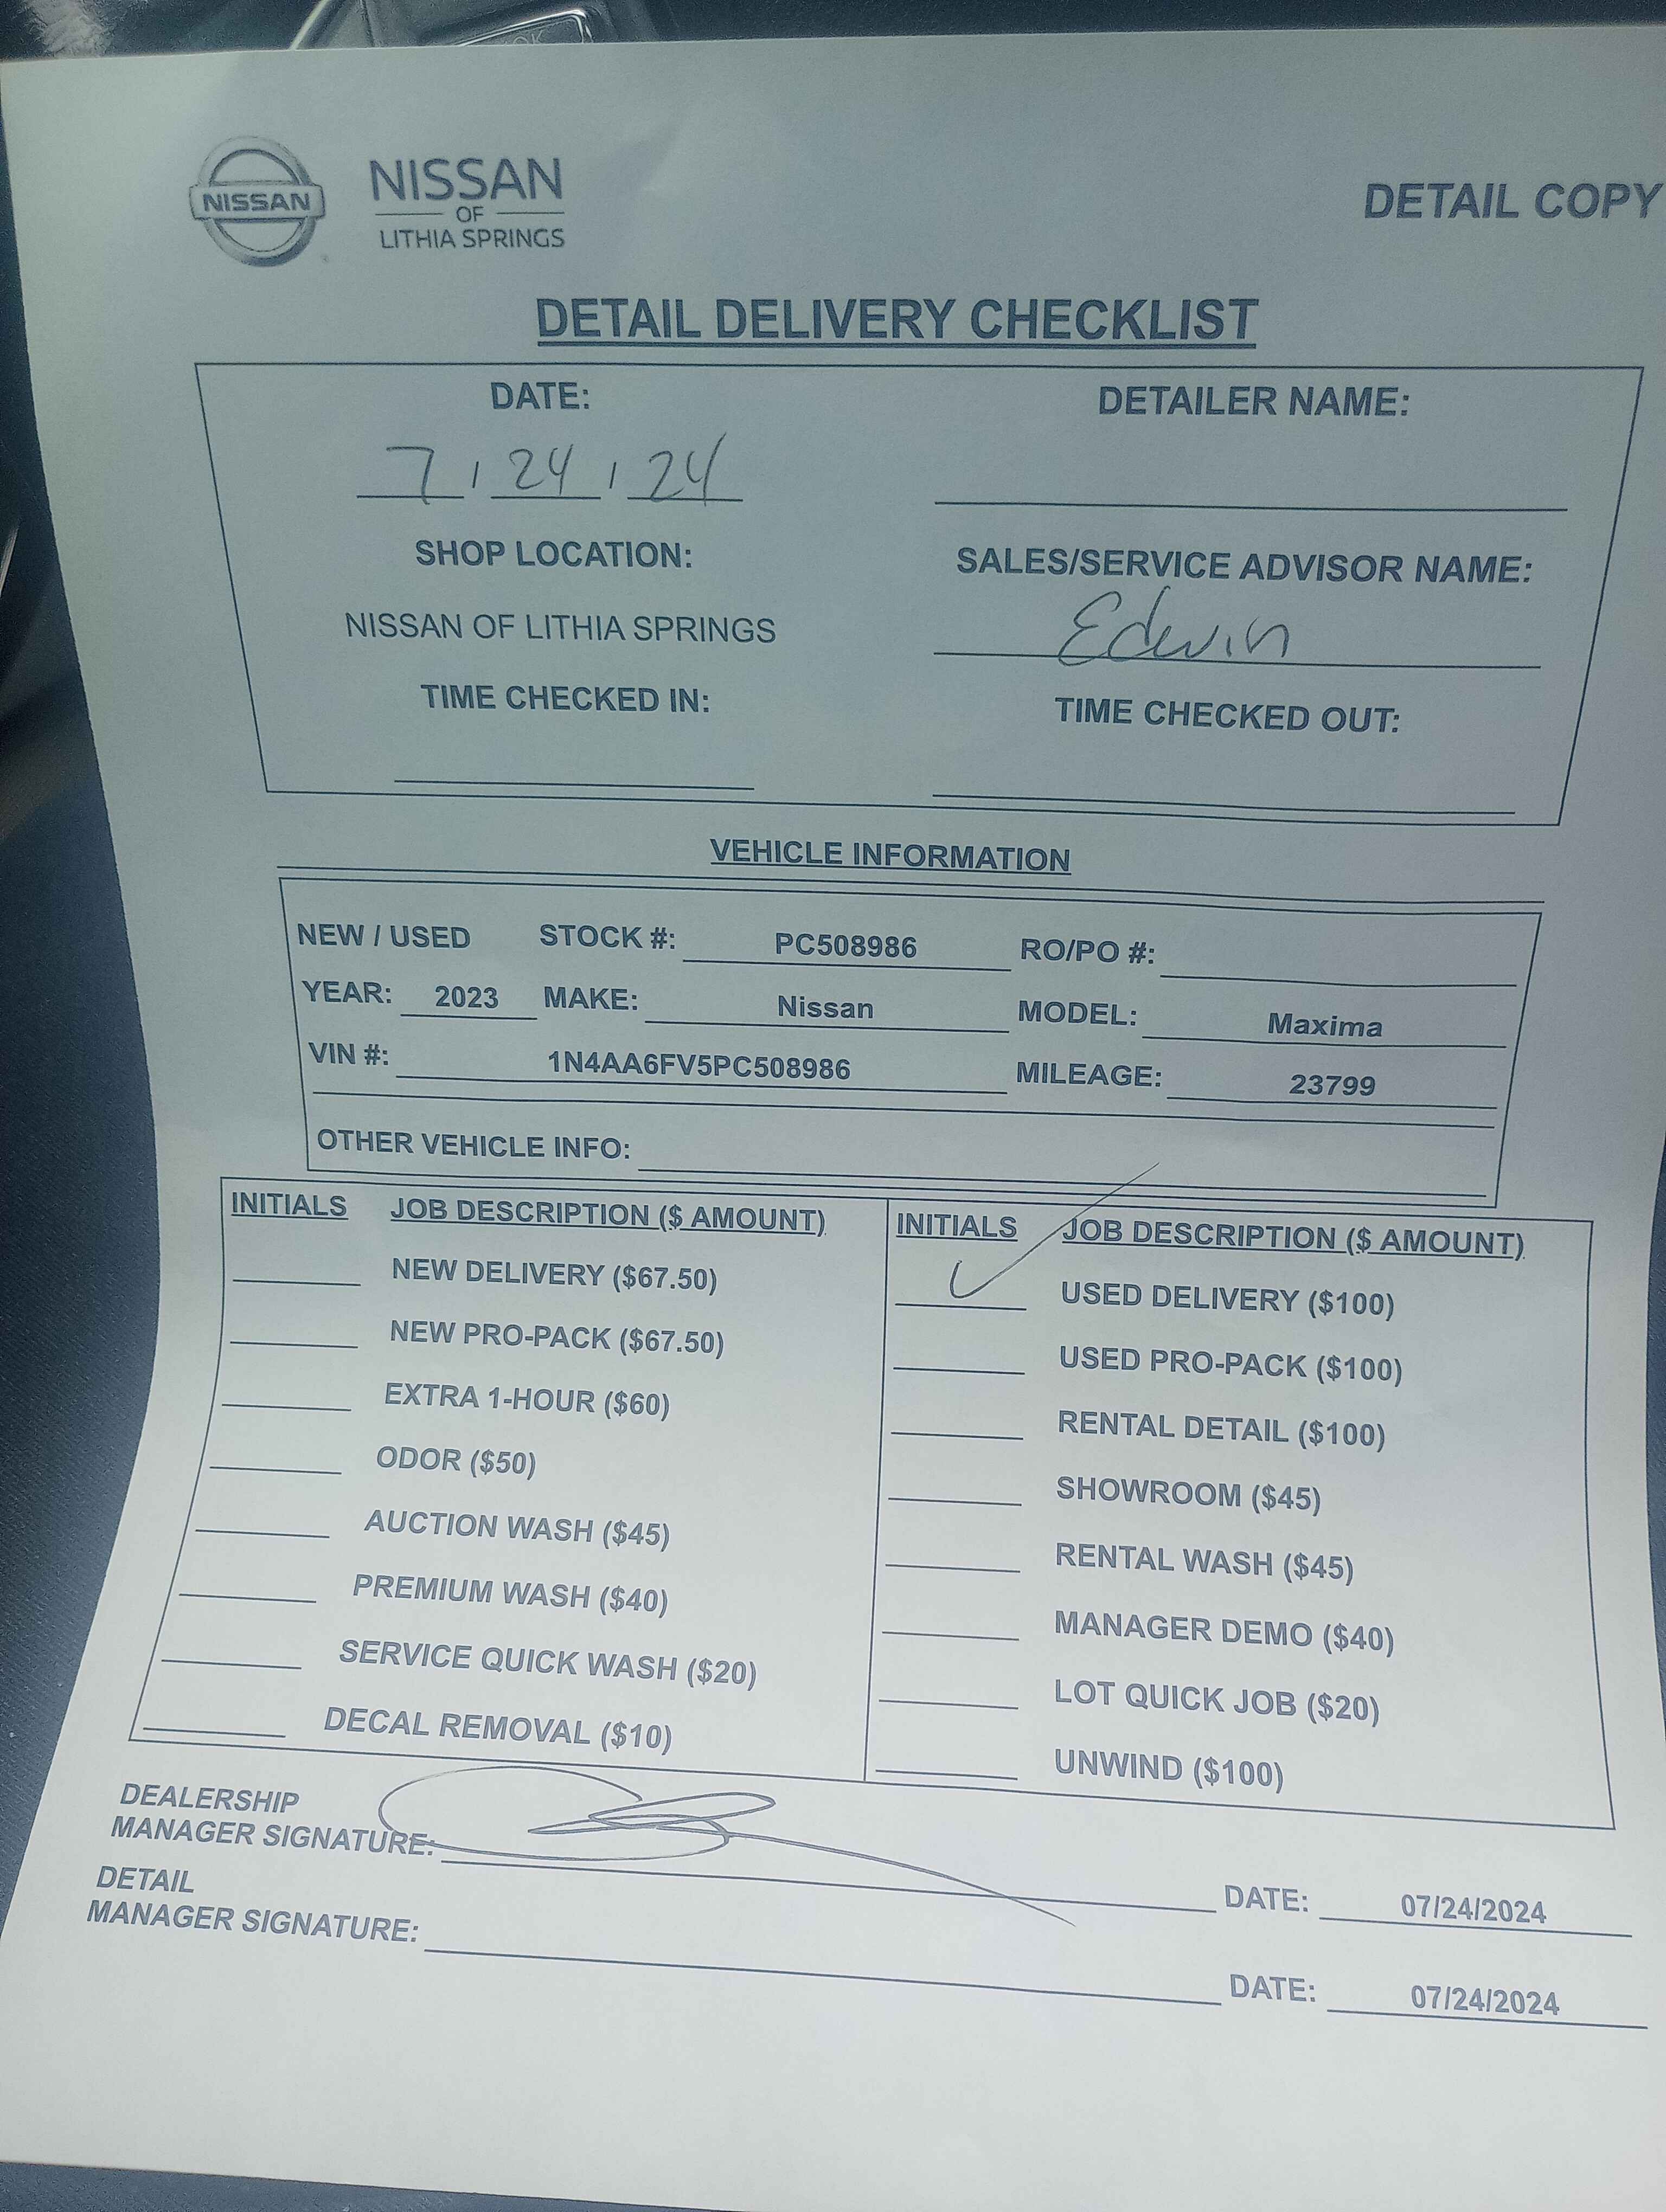 NISSAN
NISSAN
OF
LITHIA SPRINGS
DETAIL COPY
DETAIL DELIVERY CHECKLIST
DATE: DETAILER NAME:
7 / 24 / 24
SHOP LOCATION: SALES/SERVICE ADVISOR NAME:
NISSAN OF LITHIA SPRINGS Edwin
TIME CHECKED IN: TIME CHECKED OUT:
VEHICLE INFORMATION
NEW / USED STOCK #: PC508986 RO/PO #:
YEAR: 2023 MAKE: Nissan MODEL: Maxima
VIN #: 1N4AA6FV5PC508986 MILEAGE: 23799
OTHER VEHICLE INFO:
INITIALS JOB DESCRIPTION ($ AMOUNT) INITIALS JOB DESCRIPTION ($ AMOUNT)
NEW DELIVERY ($67.50) USED DELIVERY ($100)
NEW PRO-PACK ($67.50) USED PRO-PACK ($100)
EXTRA 1-HOUR ($60) RENTAL DETAIL ($100)
ODOR ($50) SHOWROOM ($45)
AUCTION WASH ($45) RENTAL WASH ($45)
PREMIUM WASH ($40) MANAGER DEMO ($40)
SERVICE QUICK WASH ($20) LOT QUICK JOB ($20)
DECAL REMOVAL ($10) UNWIND ($100)
DEALERSHIP
MANAGER SIGNATURE: DATE: 07/24/2024
DETAIL
MANAGER SIGNATURE: DATE: 07/24/2024